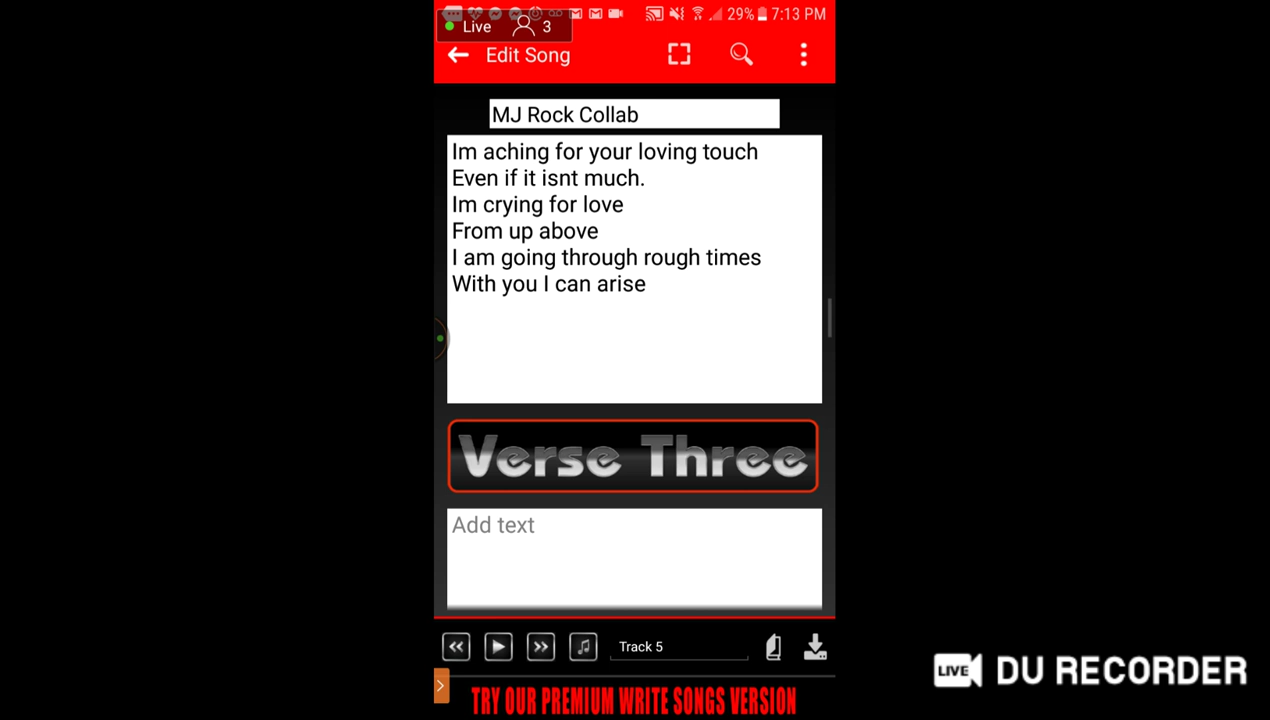 29% 7:13 PM
Live 3
Edit Song
MJ Rock Collab
Im aching for your loving touch
Even if it isnt much.
Im crying for love
From up above
I am going through rough times
With you I can arise
Verse Three
Add text
Track 5
TRY OUR PREMIUM WRITE SONGS VERSION
LIVE DU RECORDER